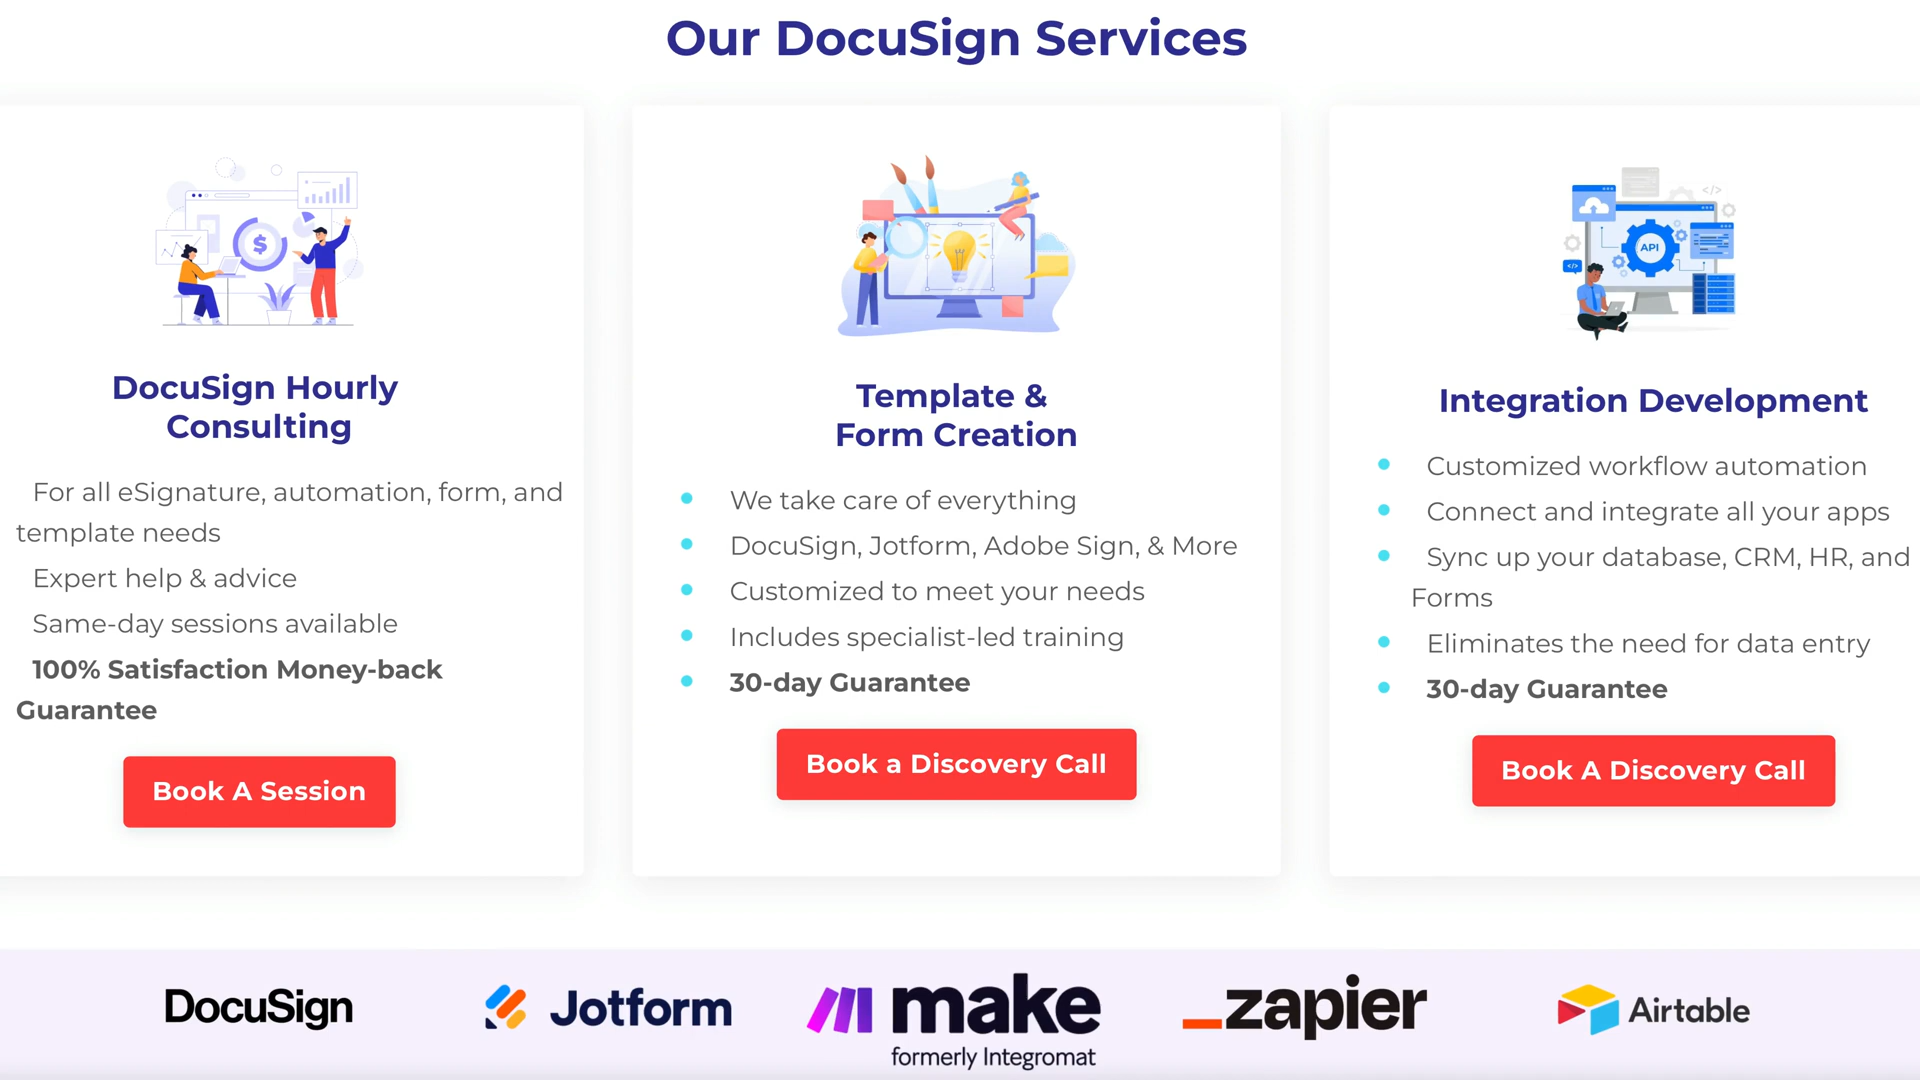 Our DocuSign Services
DocuSign Hourly
Consulting
For all eSignature, automation, form, and
template needs
Expert help & advice
Same-day sessions available
100% Satisfaction Money-back
Guarantee
Book A Session
Template &
Form Creation
We take care of everything
DocuSign, Jotform, Adobe Sign, & More
Customized to meet your needs
Includes specialist-led training
30-day Guarantee
Book a Discovery Call
API
Integration Development
Customized workflow automation
Connect and integrate all your apps
Sync up your database, CRM, HR, and
Forms
Eliminates the need for data entry
30-day Guarantee
Book A Discovery Call
DocuSign
Jotform
make
formerly Integromat
zapier
Airtable